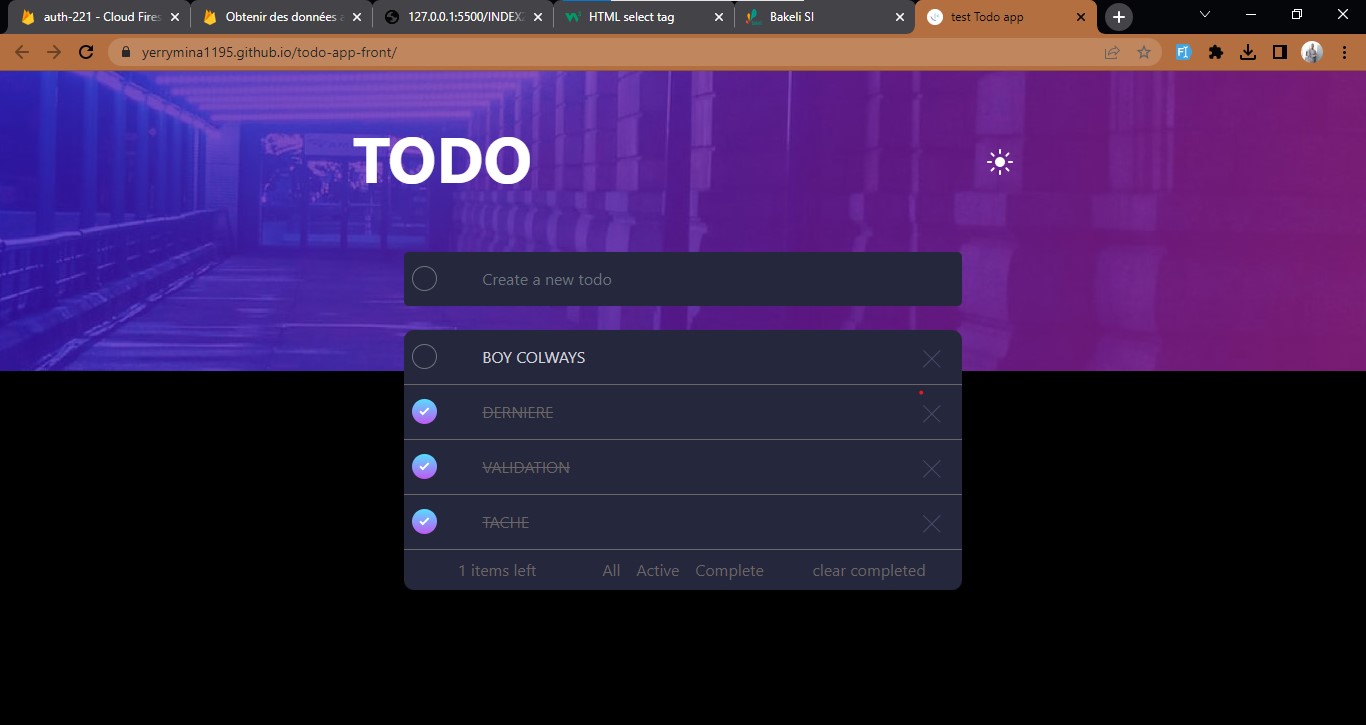 auth-221 - Cloud Fires
Obtenir des données a
127.0.0.1:5500/INDEX2
HTML select tag
Bakeli SI
test Todo app
yerrymina1195.github.io/todo-app-front/
TODO
Create a new todo
BOY COLWAYS
DERNIERE
VALIDATION
TACHE
1 items left All Active Complete clear completed